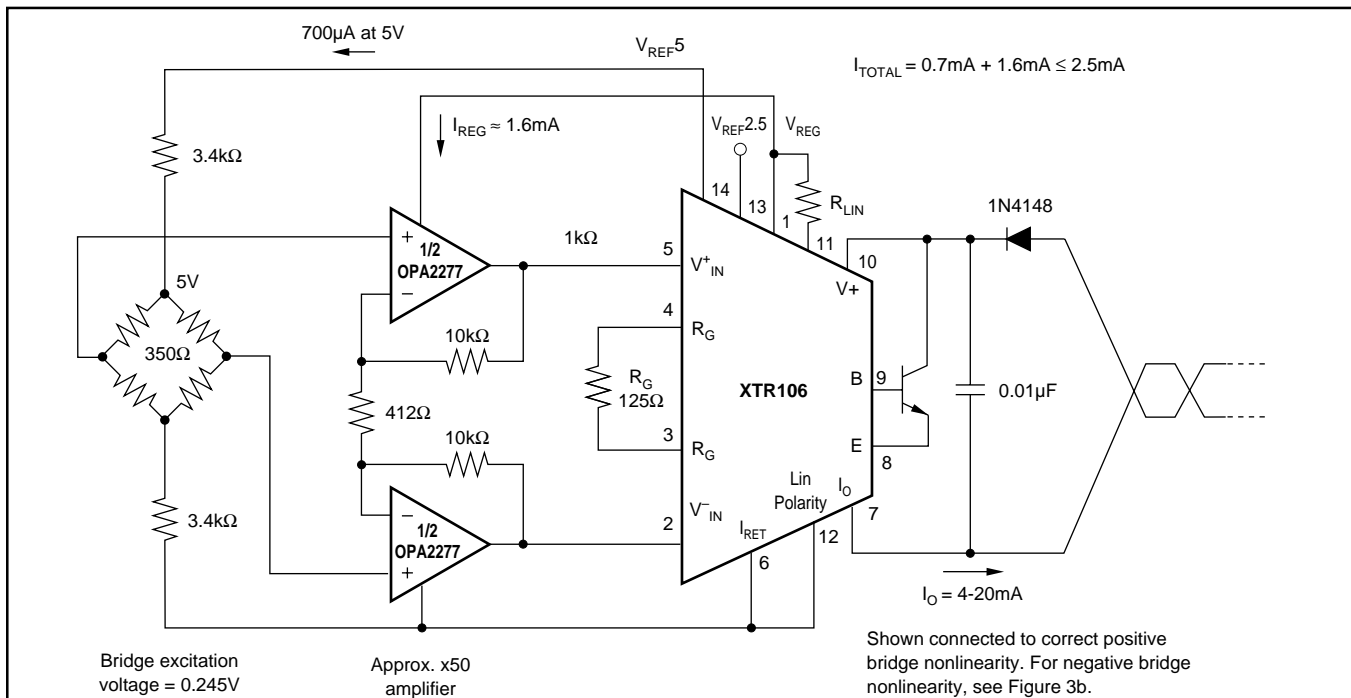 700µA at 5V
V_REF5
I_TOTAL = 0.7mA + 1.6mA ≤ 2.5mA
I_REG ≈ 1.6mA
V_REF2.5
V_REG
3.4kΩ
14
13
1
R_LIN
11
10
1N4148
+
1/2
OPA2277
−
1kΩ
5
V⁺_IN
V+
5V
350Ω
10kΩ
4
R_G
R_G
125Ω
XTR106
B
9
0.01µF
412Ω
10kΩ
3
R_G
E
8
Lin
Polarity
I_O
7
3.4kΩ
−
1/2
OPA2277
+
2
V⁻_IN
I_RET
12
6
I_O = 4-20mA
Bridge excitation
voltage = 0.245V
Approx. x50
amplifier
Shown connected to correct positive
bridge nonlinearity. For negative bridge
nonlinearity, see Figure 3b.